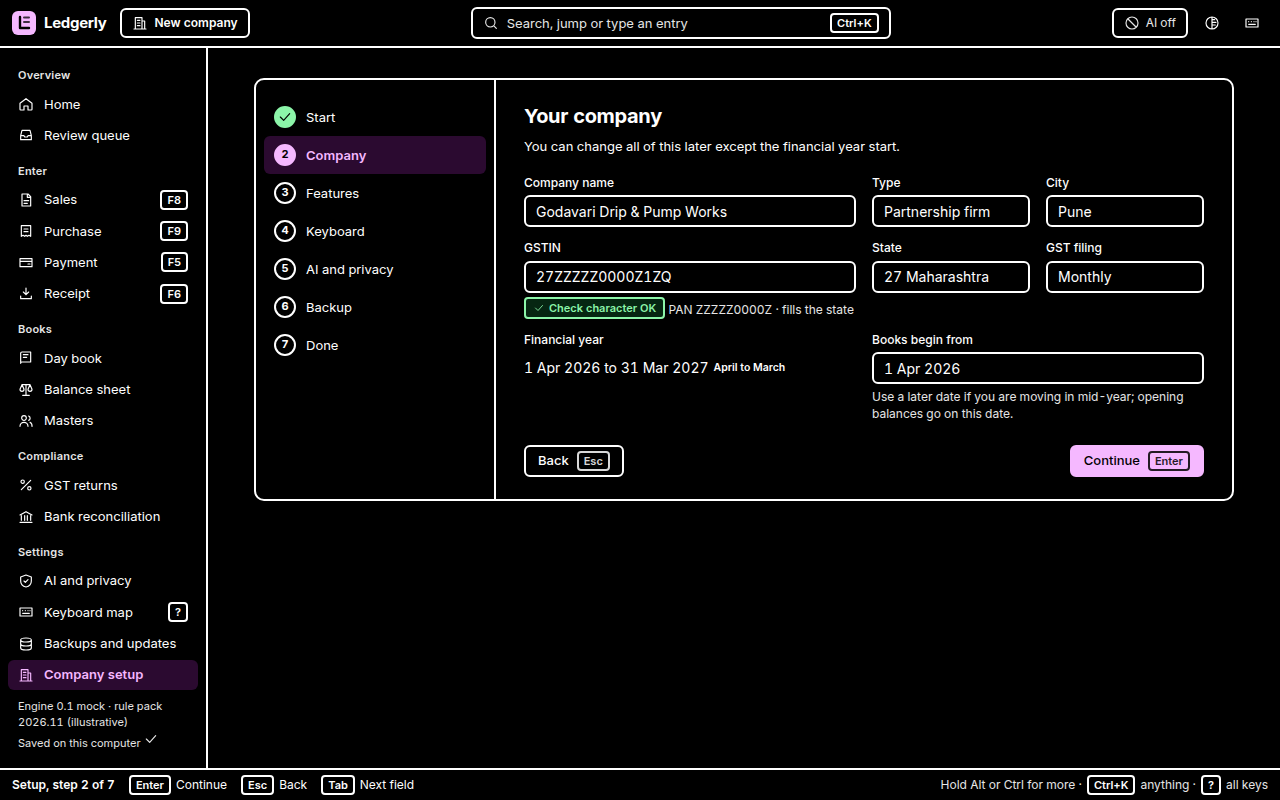 Ledgerly
New company
Search, jump or type an entry
Ctrl+K
AI off
Overview
Home
Review queue
Enter
Sales F8
Purchase F9
Payment F5
Receipt F6
Books
Day book
Balance sheet
Masters
Compliance
GST returns
Bank reconciliation
Settings
AI and privacy
Keyboard map ?
Backups and updates
Company setup
Engine 0.1 mock · rule pack
2026.11 (illustrative)
Saved on this computer
Start
2 Company
3 Features
4 Keyboard
5 AI and privacy
6 Backup
7 Done
Your company
You can change all of this later except the financial year start.
Company name Type City
Godavari Drip & Pump Works Partnership firm Pune
GSTIN State GST filing
27ZZZZZ0000Z1ZQ 27 Maharashtra Monthly
Check character OK PAN ZZZZZ0000Z · fills the state
Financial year Books begin from
1 Apr 2026 to 31 Mar 2027 April to March 1 Apr 2026
Use a later date if you are moving in mid-year; opening
balances go on this date.
Back Esc Continue Enter
Setup, step 2 of 7 Enter Continue Esc Back Tab Next field Hold Alt or Ctrl for more · Ctrl+K anything · ? all keys